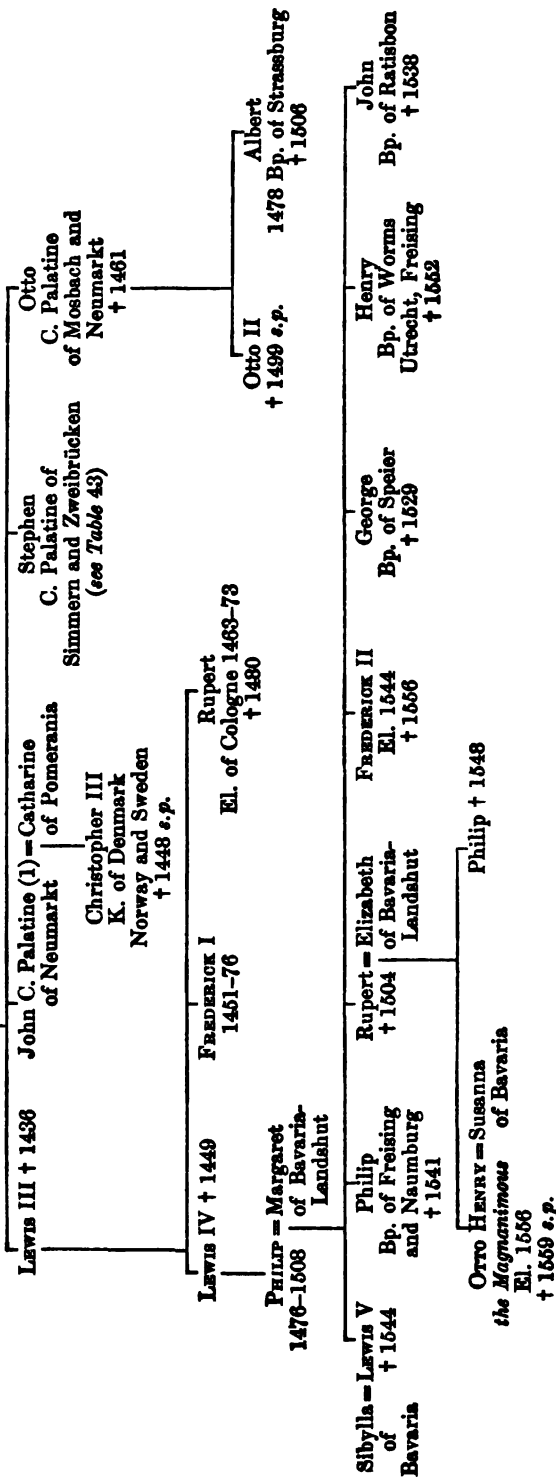 LEWIS III † 1436
John C. Palatine (1) = Catharine
of Neumarkt
of Pomerania
Stephen
C. Palatine of
Simmern and Zweibrücken
(see Table 43)
Otto
C. Palatine
of Mosbach and
Neumarkt
† 1461
Christopher III
K. of Denmark
Norway and Sweden
† 1448 s.p.
Otto II
† 1499 s.p.
Albert
1478 Bp. of Strassburg
† 1506
LEWIS IV † 1449
FREDERICK I
1451-76
Rupert
El. of Cologne 1463-73
† 1480
PHILIP = Margaret
1476-1508
of Bavaria-
Landshut
Sibylla = LEWIS V
of
Bavaria
† 1544
Philip
Bp. of Freising
and Naumburg
† 1541
Rupert = Elizabeth
† 1504
of Bavaria-
Landshut
FREDERICK II
El. 1544
† 1556
George
Bp. of Speier
† 1529
Henry
Bp. of Worms
Utrecht, Freising
† 1552
John
Bp. of Ratisbon
† 1538
OTTO HENRY = Susanna
the Magnanimous
of Bavaria
El. 1556
† 1559 s.p.
Philip † 1548